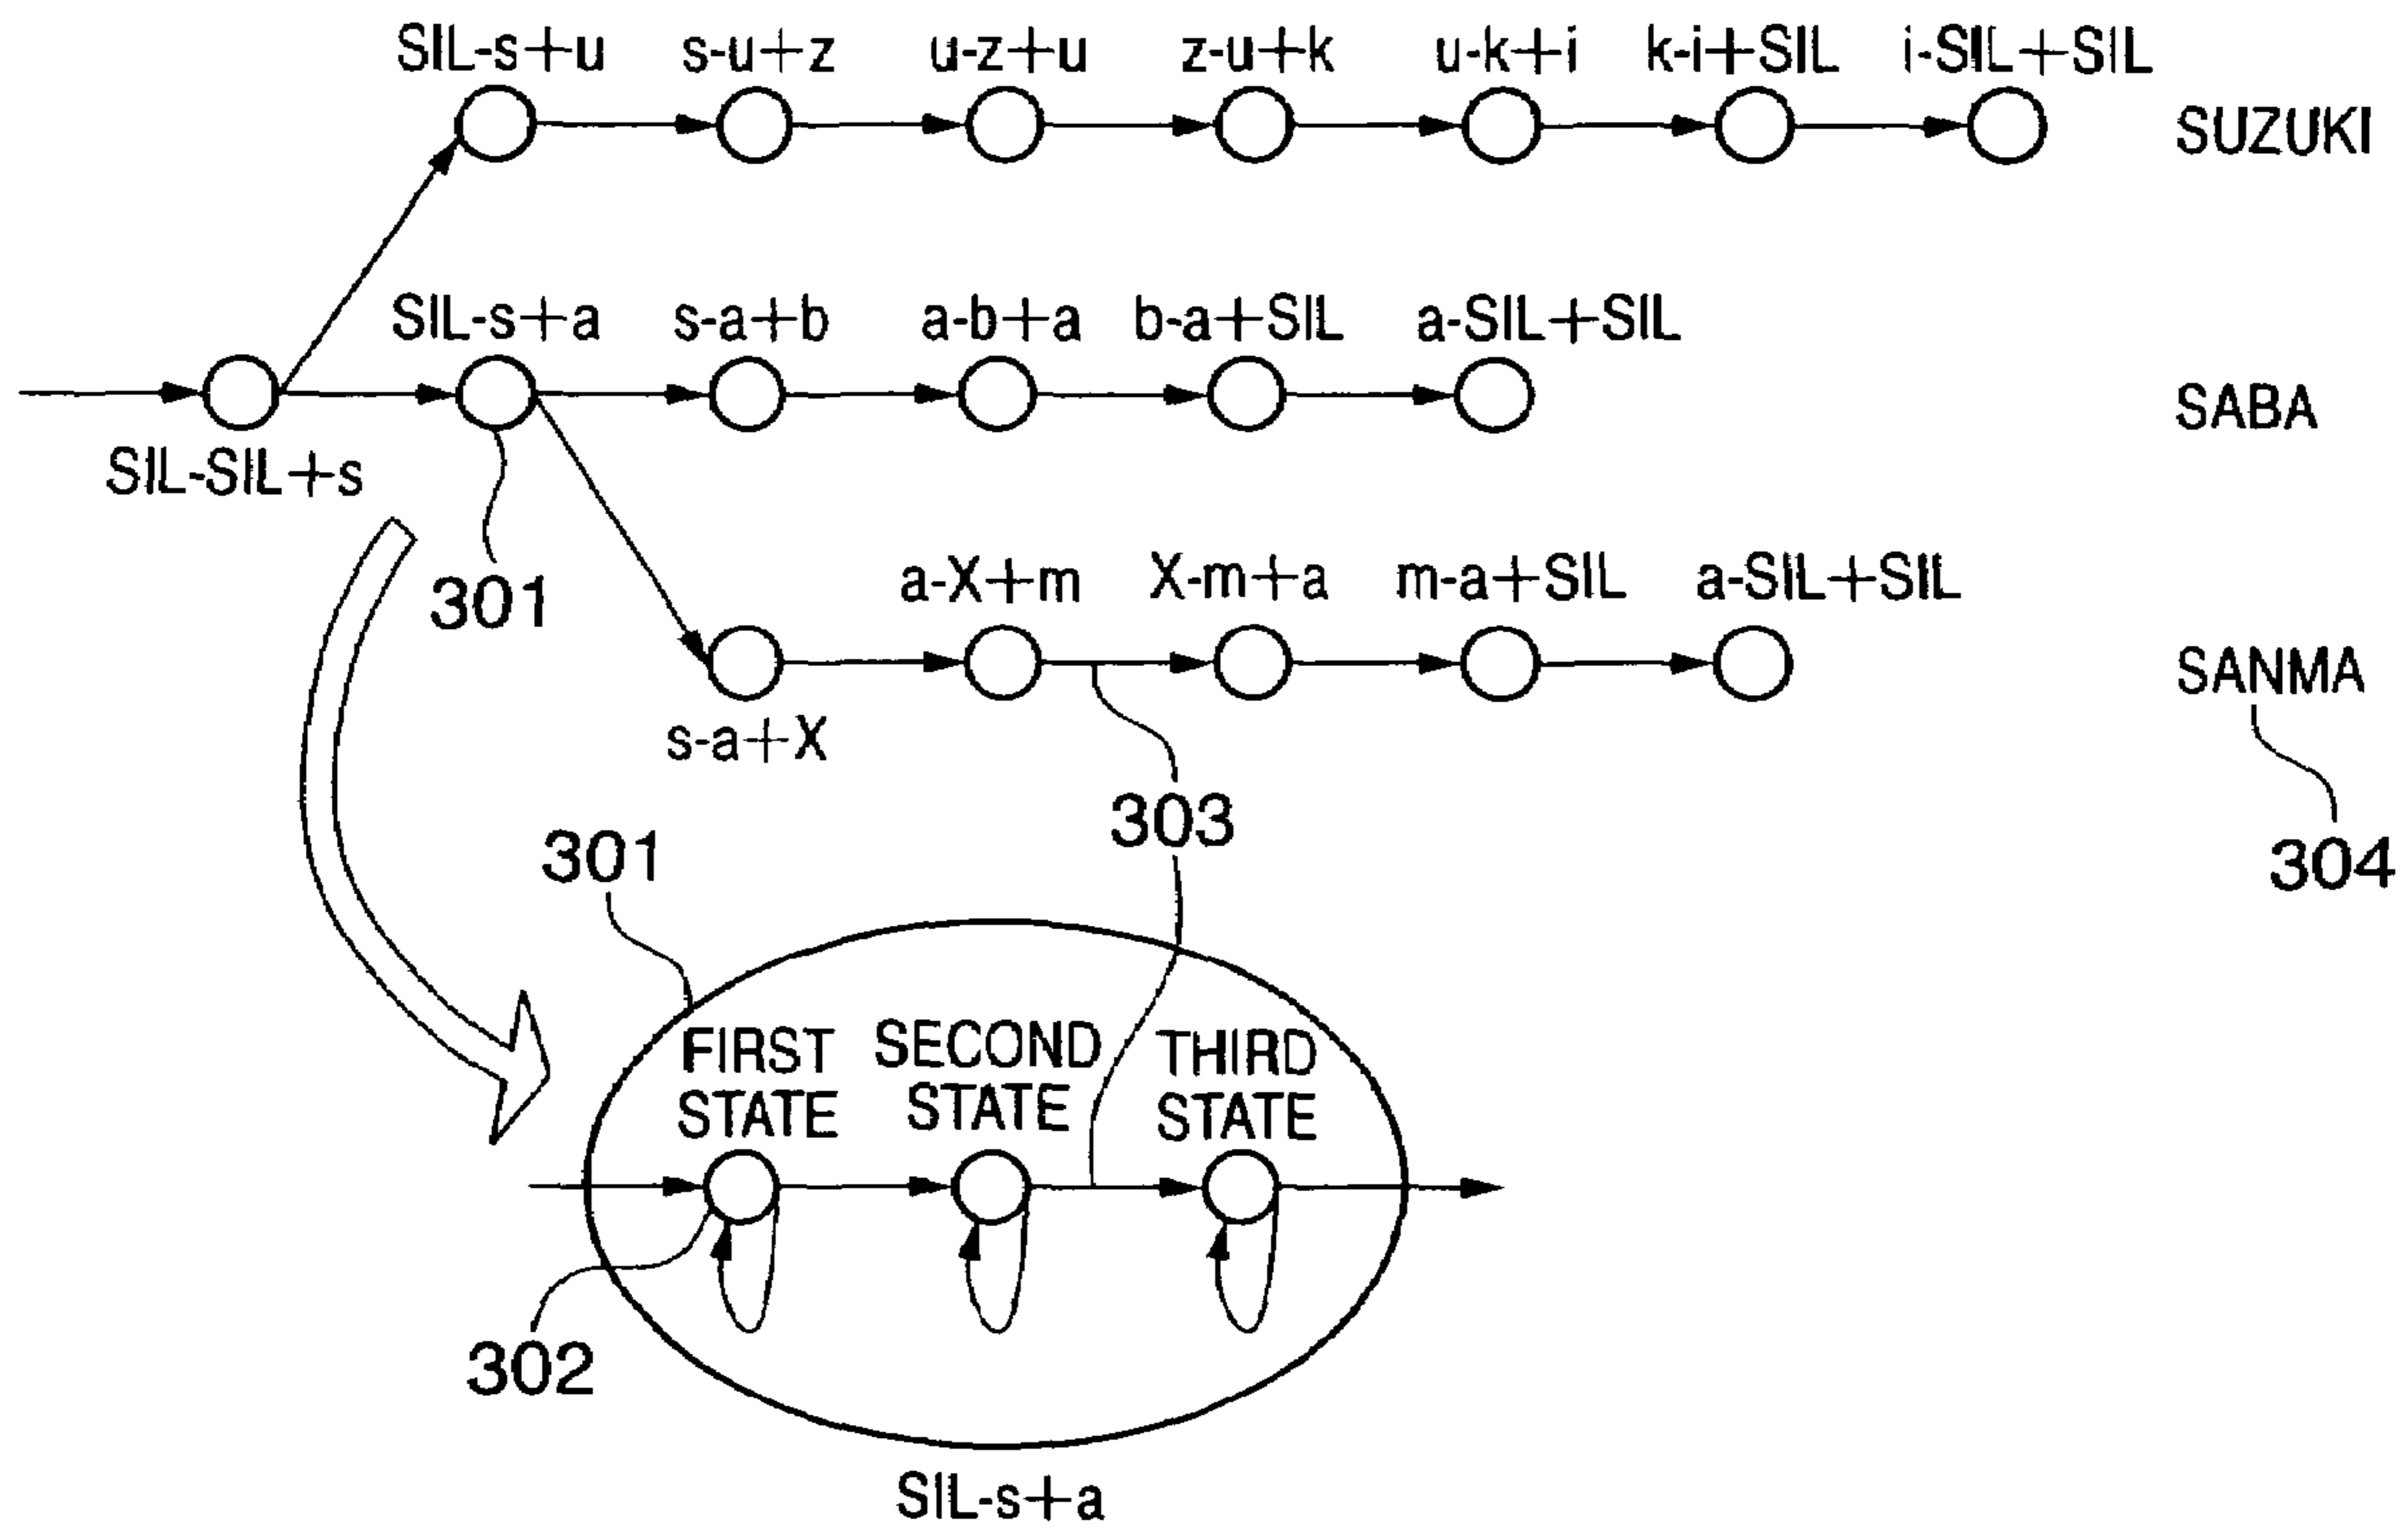 SIL-s+u s-u+z u-z+u z-u+k u-k+i k-i+SIL i-SIL+SIL
SUZUKI
SIL-s+a s-a+b a-b+a b-a+SIL a-SIL+SIL
SABA
SIL-SIL+s
301
a-X+m X-m+a m-a+SIL a-SIL+SIL
SANMA
s-a+X
303
301
304
FIRST STATE
SECOND STATE
THIRD STATE
302
SIL-s+a